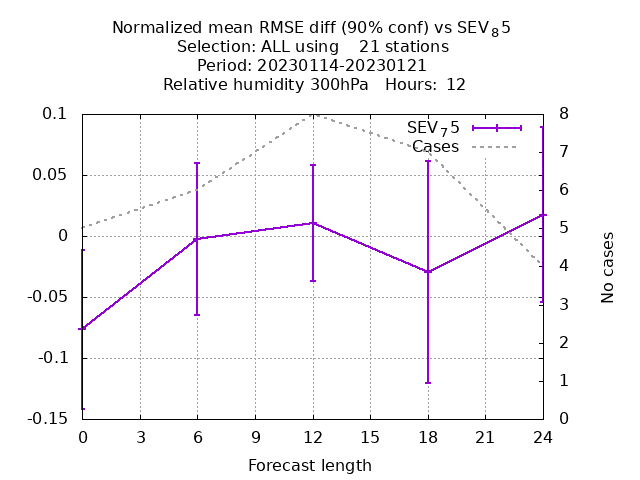 Normalized mean RMSE diff (90% conf) vs SEV₈5
Selection: ALL using    21 stations
Period: 20230114-20230121
Relative humidity 300hPa   Hours:  12
SEV₇5
Cases
0.1
0.05
0
-0.05
-0.1
-0.15
8
7
6
5
4
3
2
1
0
No cases
0 3 6 9 12 15 18 21 24
Forecast length